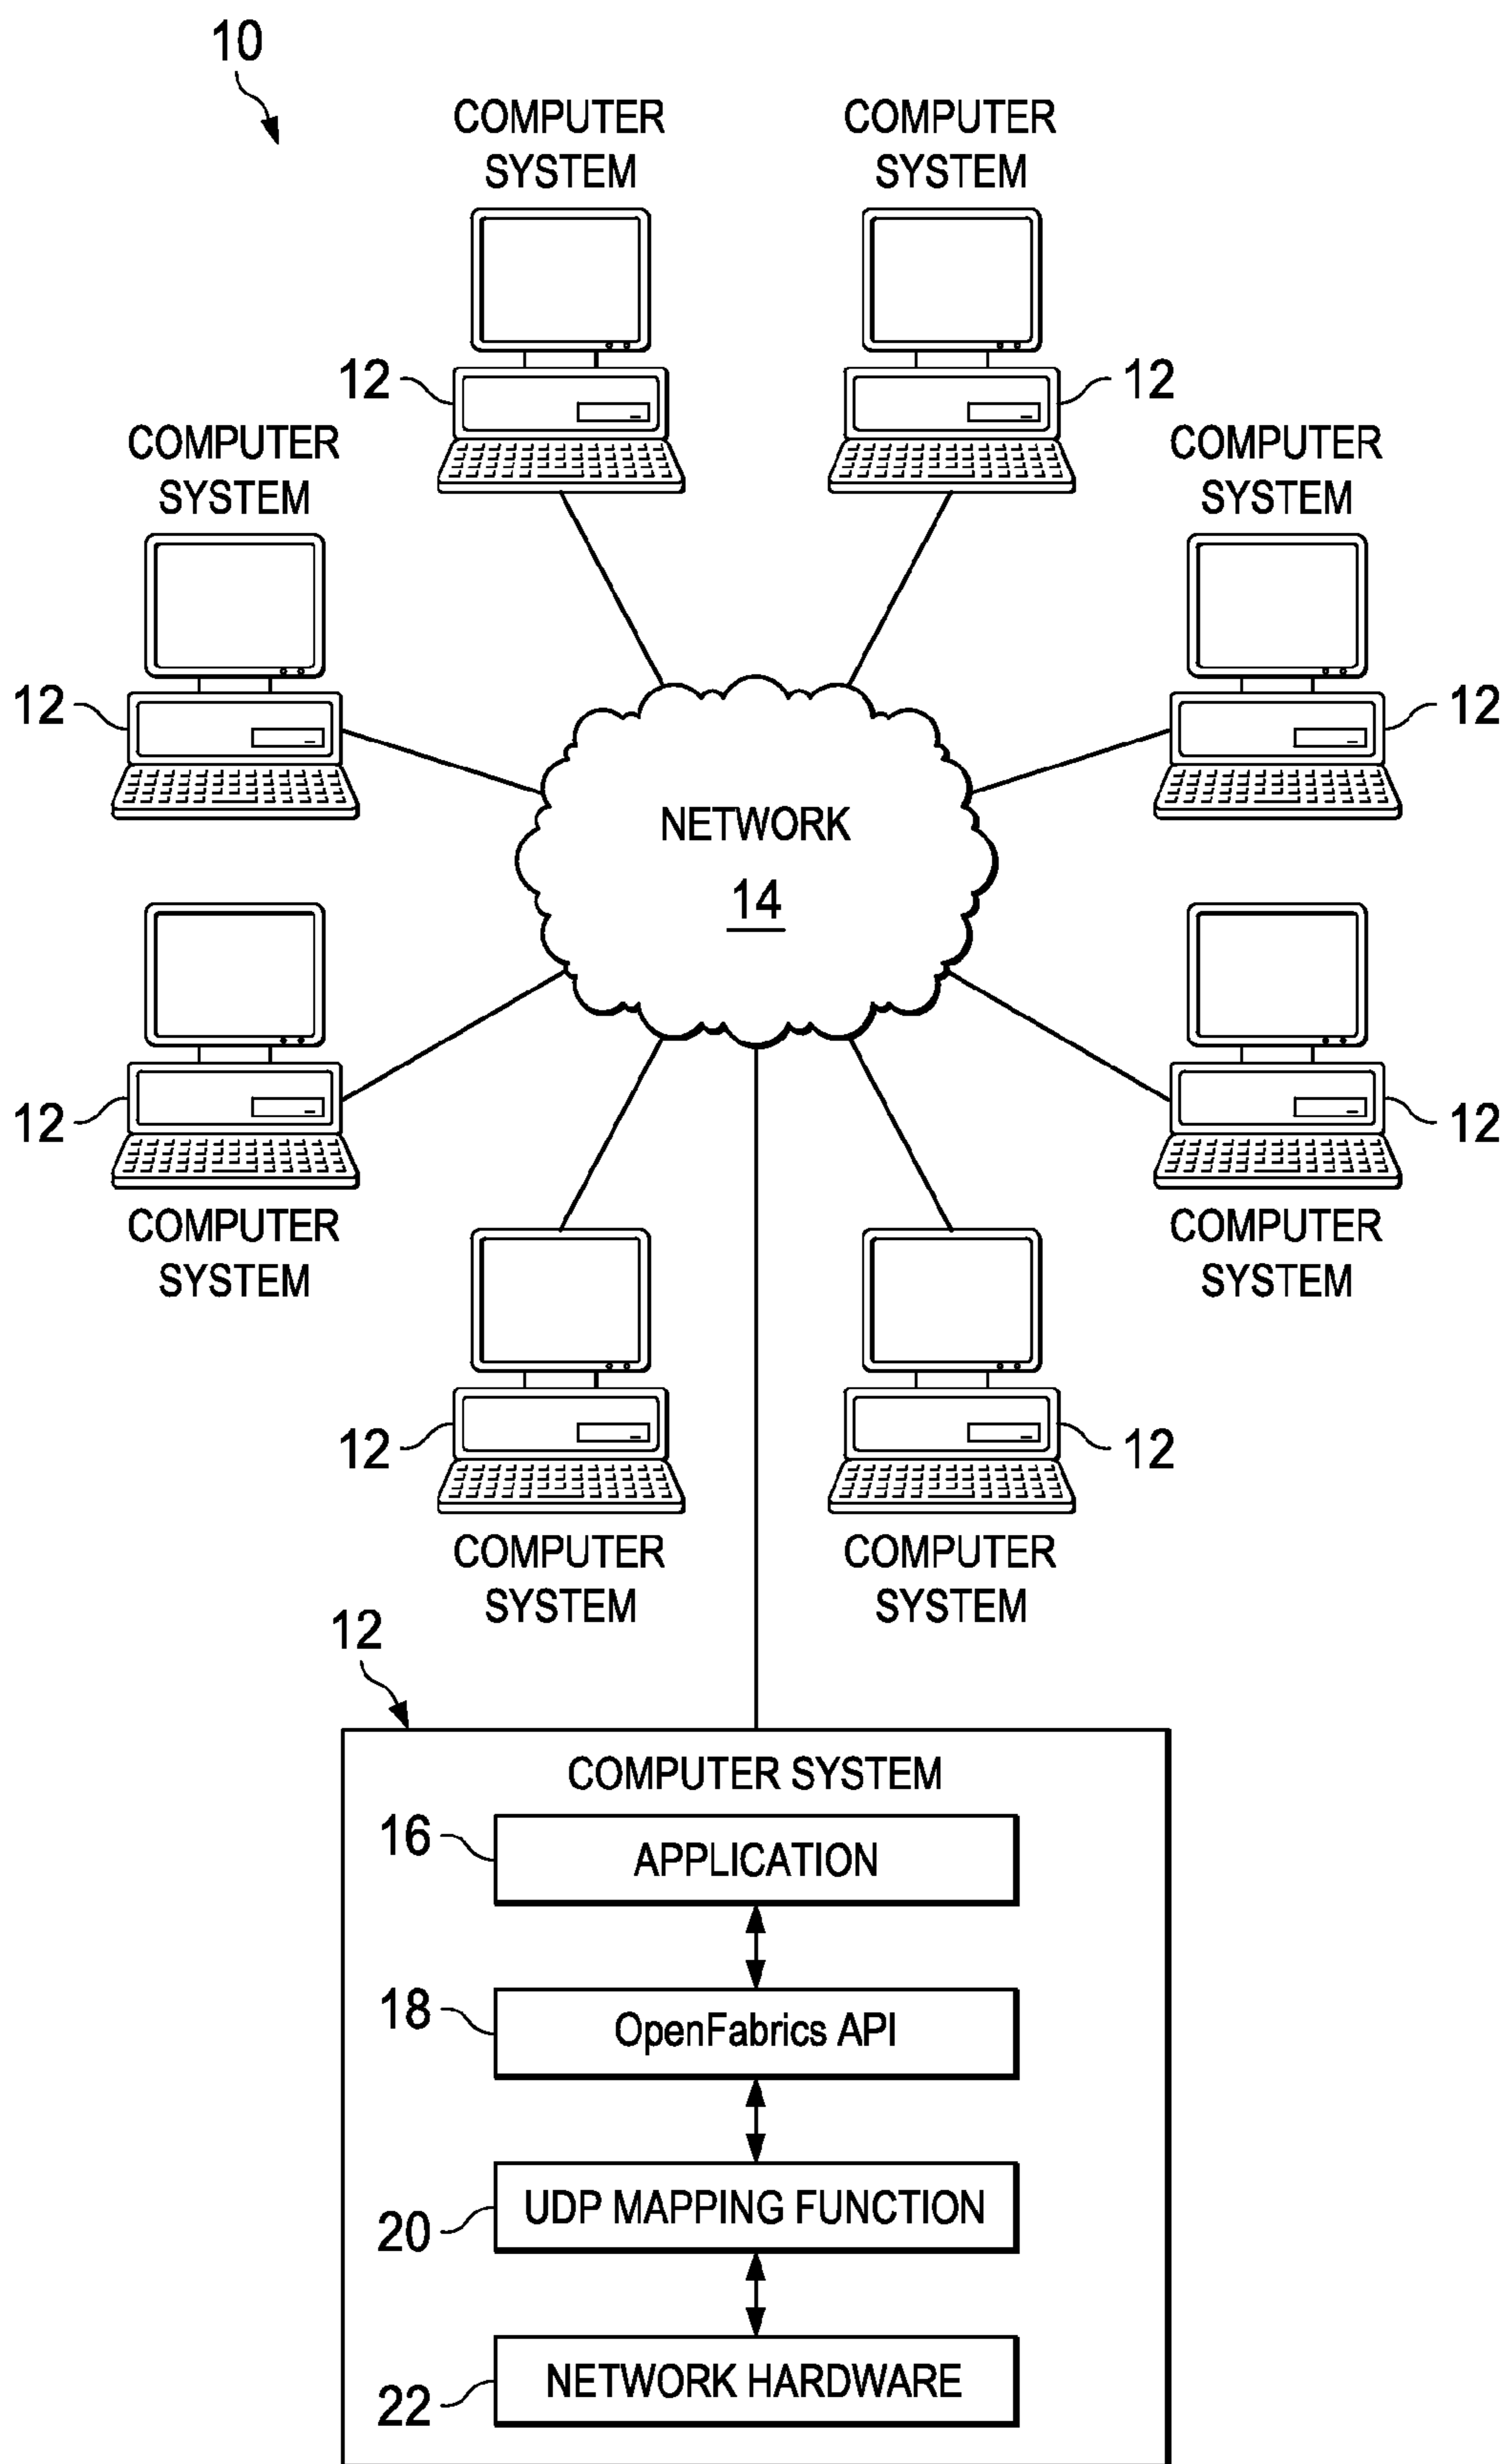 10
COMPUTER
SYSTEM
COMPUTER
SYSTEM
12
12
COMPUTER
SYSTEM
COMPUTER
SYSTEM
12
12
NETWORK
14
12
12
COMPUTER
SYSTEM
COMPUTER
SYSTEM
12
12
COMPUTER
SYSTEM
COMPUTER
SYSTEM
12
COMPUTER SYSTEM
16
APPLICATION
18
OpenFabrics API
20
UDP MAPPING FUNCTION
22
NETWORK HARDWARE